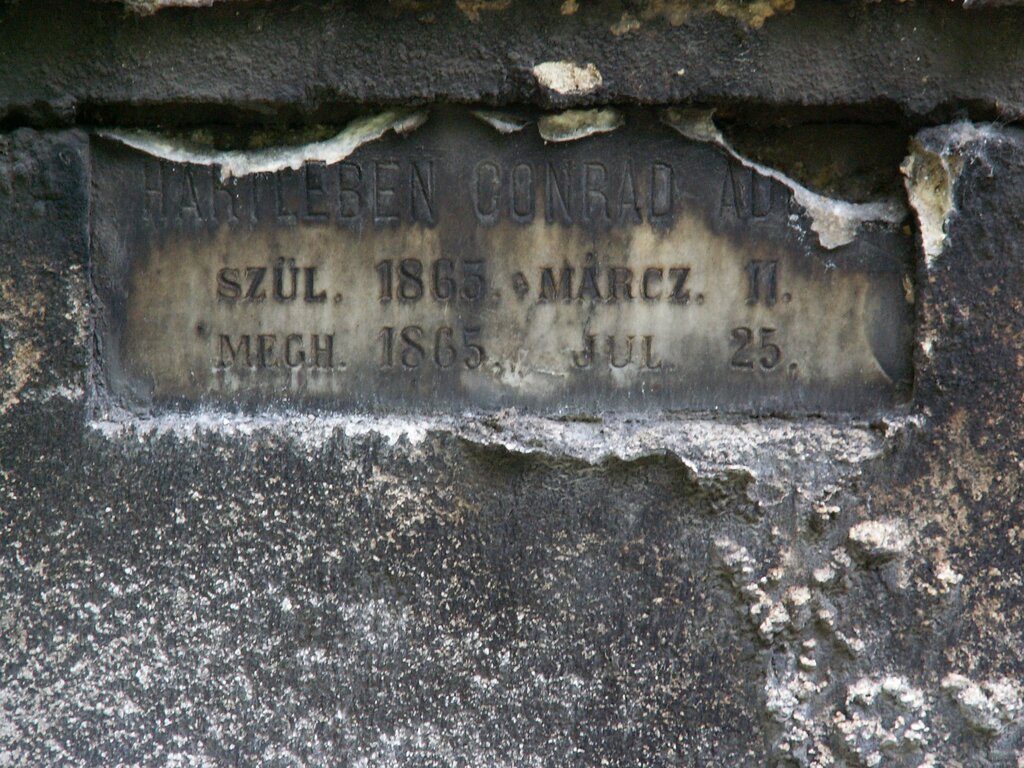 HARTLEBEN CONRAD
SZÜL. 1865. MÁRCZ. 11.
MEGH. 1865. JUL. 25.